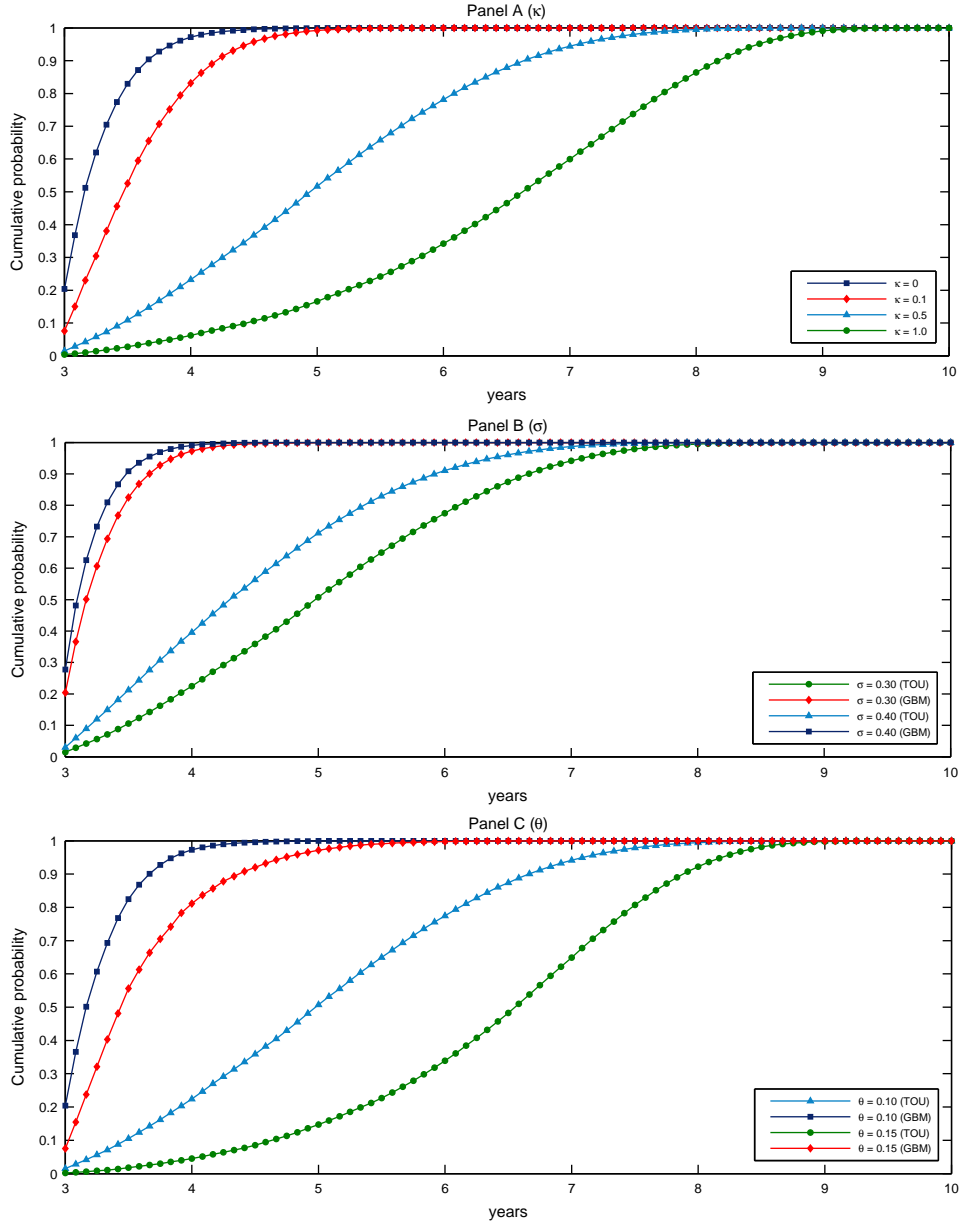 Panel A (κ)
Cumulative probability
1
0.9
0.8
0.7
0.6
0.5
0.4
0.3
0.2
0.1
0
3 4 5 6 7 8 9 10
years
κ = 0
κ = 0.1
κ = 0.5
κ = 1.0
Panel B (σ)
Cumulative probability
1
0.9
0.8
0.7
0.6
0.5
0.4
0.3
0.2
0.1
0
3 4 5 6 7 8 9 10
years
σ = 0.30 (TOU)
σ = 0.30 (GBM)
σ = 0.40 (TOU)
σ = 0.40 (GBM)
Panel C (θ)
Cumulative probability
1
0.9
0.8
0.7
0.6
0.5
0.4
0.3
0.2
0.1
0
3 4 5 6 7 8 9 10
years
θ = 0.10 (TOU)
θ = 0.10 (GBM)
θ = 0.15 (TOU)
θ = 0.15 (GBM)